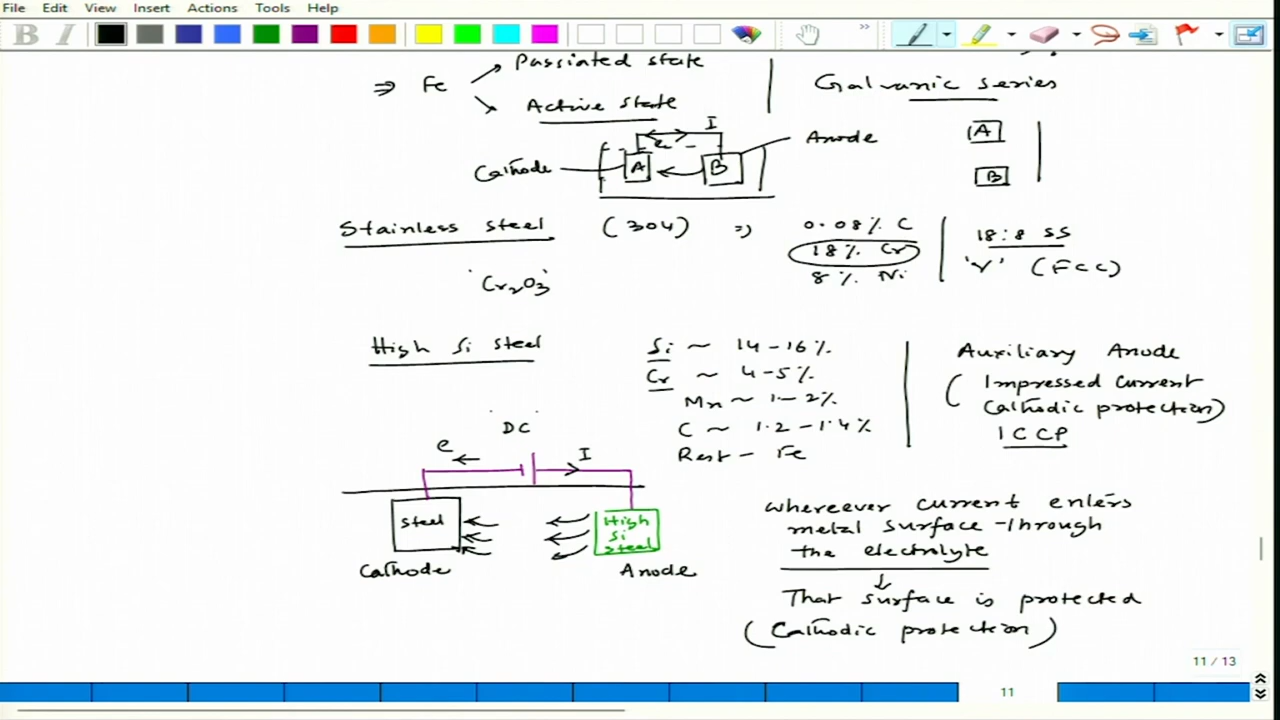 File Edit View Insert Actions Tools Help
B I
⇒ Fe
Passiated state
Active state
Galvanic series
I
e
Cathode
A
B
Anode
A
B
Stainless steel (304) ⇒
0.08% C
18% Cr
8% Ni
18:8 SS
'γ' (FCC)
'Cr2O3'
High Si steel
Si ~ 14-16%
Cr ~ 4-5%
Mn ~ 1-2%
C ~ 1.2-1.4%
Rest - Fe
Auxiliary Anode
(Impressed current
Cathodic protection)
ICCP
'DC'
e
I
Steel
High
Si
steel
Cathode
Anode
Whereever current enters
metal surface through
the electrolyte
↓
That surface is protected
(Cathodic protection)
11 / 13
11